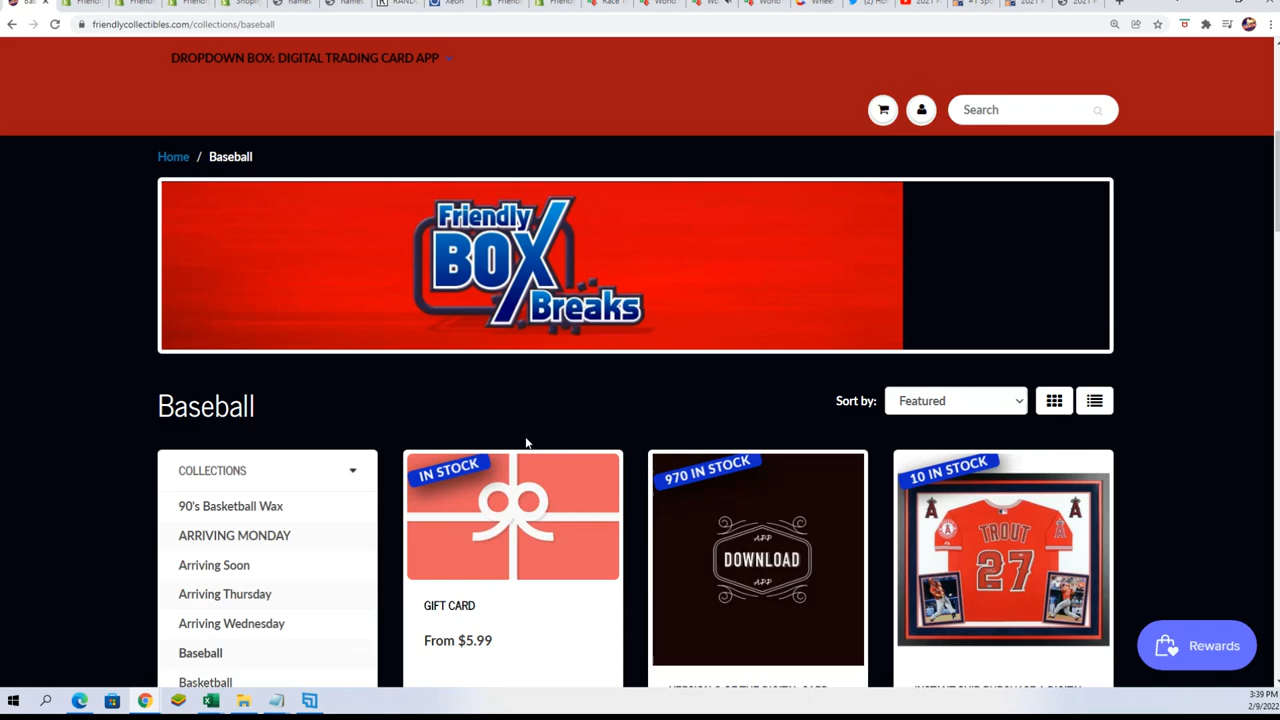 friendlycollectibles.com/collections/baseball
DROPDOWN BOX: DIGITAL TRADING CARD APP
Search
Home / Baseball
Friendly
BOX
Breaks
Baseball
Sort by: Featured
COLLECTIONS
90's Basketball Wax
ARRIVING MONDAY
Arriving Soon
Arriving Thursday
Arriving Wednesday
Baseball
Basketball
IN STOCK
GIFT CARD
From $5.99
970 IN STOCK
APP
DOWNLOAD
APP
10 IN STOCK
TROUT
27
Rewards
3:39 PM
2/9/2022